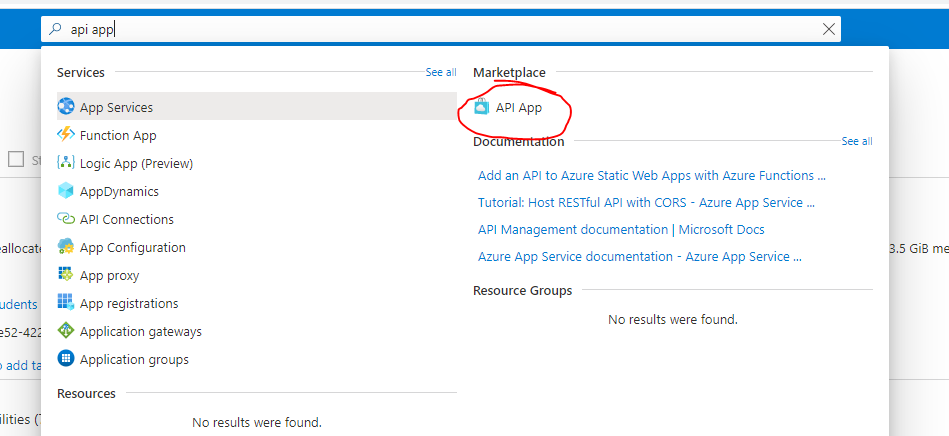 api app
Services
See all
App Services
Function App
Logic App (Preview)
AppDynamics
API Connections
App Configuration
App proxy
App registrations
Application gateways
Application groups
Resources
No results were found.
Marketplace
API App
Documentation
See all
Add an API to Azure Static Web Apps with Azure Functions ...
Tutorial: Host RESTful API with CORS - Azure App Service ...
API Management documentation | Microsoft Docs
Azure App Service documentation - Azure App Service ...
Resource Groups
No results were found.
St
eallocate
udents
e52-422
o add ta
ilities (7
3.5 GiB me